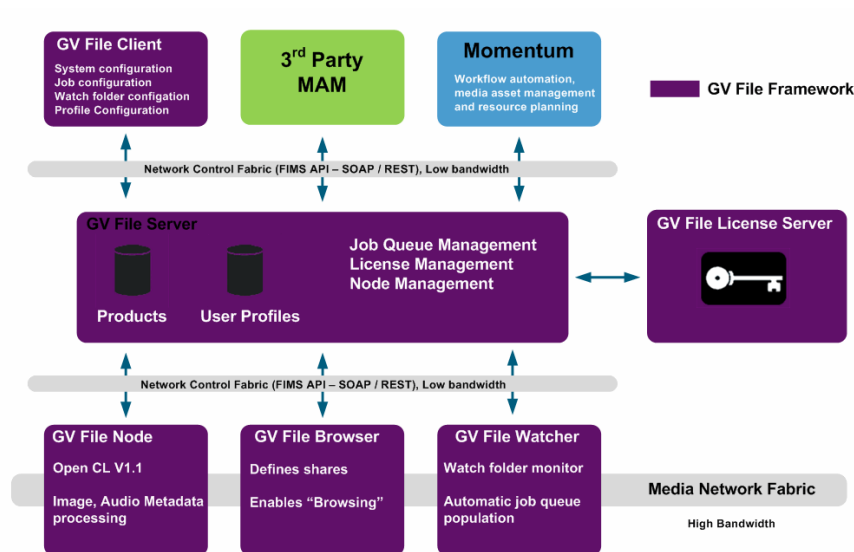 GV File Client
System configuration
Job configuration
Watch folder configation
Profile Configuration
3rd Party
MAM
Momentum
Workflow automation,
media asset management
and resource planning
GV File Framework
Network Control Fabric (FIMS API – SOAP / REST), Low bandwidth
GV File Server
Job Queue Management
License Management
Node Management
Products
User Profiles
GV File License Server
Network Control Fabric (FIMS API – SOAP / REST), Low bandwidth
GV File Node
Open CL V1.1
Image, Audio Metadata
processing
GV File Browser
Defines shares
Enables “Browsing”
GV File Watcher
Watch folder monitor
Automatic job queue
population
Media Network Fabric
High Bandwidth